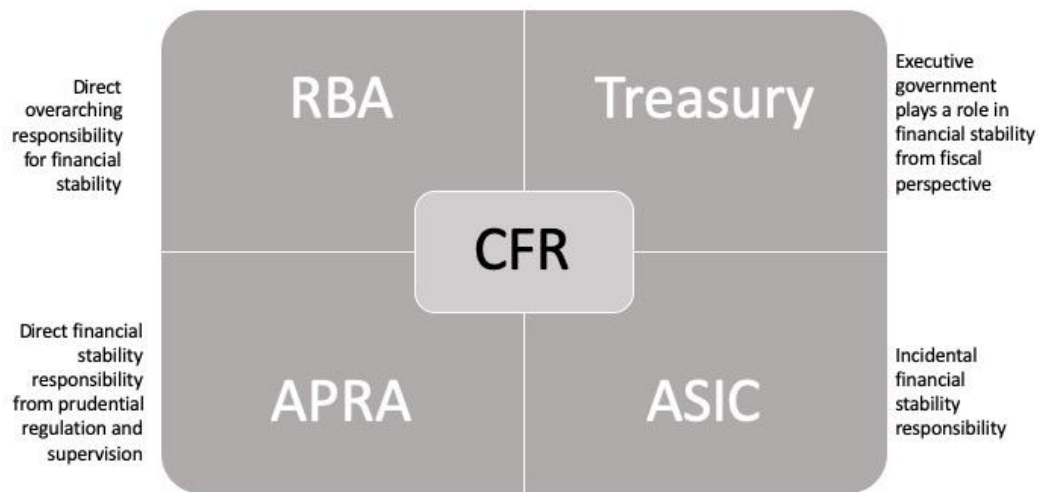 Direct
overarching
responsibility
for financial
stability
RBA
Treasury
Executive
government
plays a role in
financial stability
from fiscal
perspective
CFR
Direct financial
stability
responsibility
from prudential
regulation and
supervision
APRA
ASIC
Incidental
financial
stability
responsibility